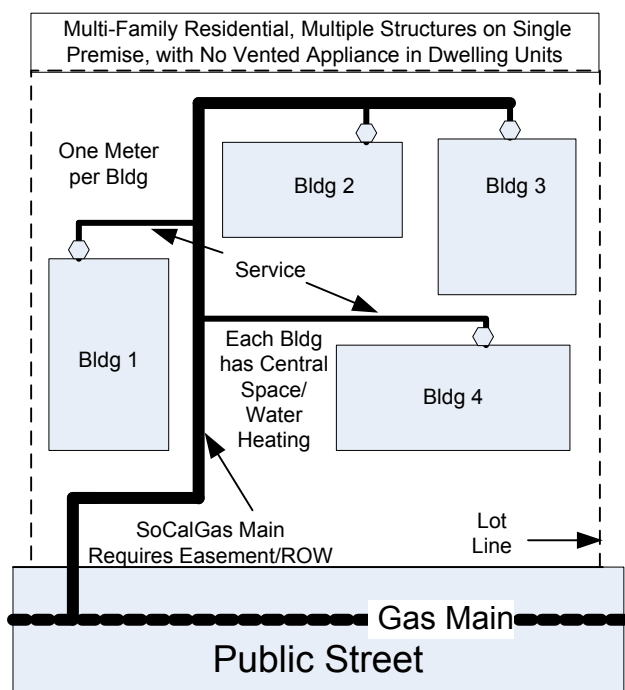 Multi-Family Residential, Multiple Structures on Single
Premise, with No Vented Appliance in Dwelling Units
One Meter
per Bldg
Bldg 2
Bldg 3
Service
Bldg 1
Each Bldg
has Central
Space/
Water
Heating
Bldg 4
SoCalGas Main
Requires Easement/ROW
Lot
Line
Gas Main
Public Street